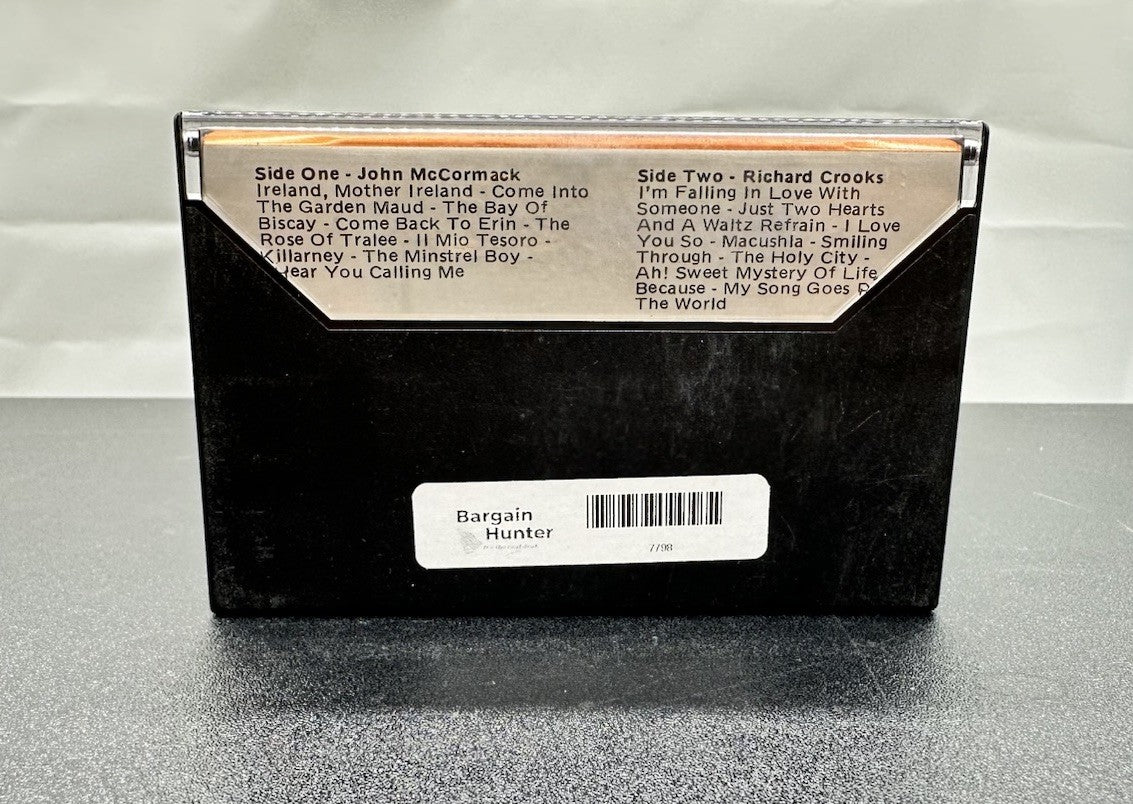 Side One - John McCormack
Ireland, Mother Ireland - Come Into
The Garden Maud - The Bay Of
Biscay - Come Back To Erin - The
Rose Of Tralee - Il Mio Tesoro -
Killarney - The Minstrel Boy -
Hear You Calling Me
Side Two - Richard Crooks
I'm Falling In Love With
Someone - Just Two Hearts
And A Waltz Refrain - I Love
You So - Macushla - Smiling
Through - The Holy City -
Ah! Sweet Mystery Of Life
Because - My Song Goes
The World
Bargain
Hunter
7798